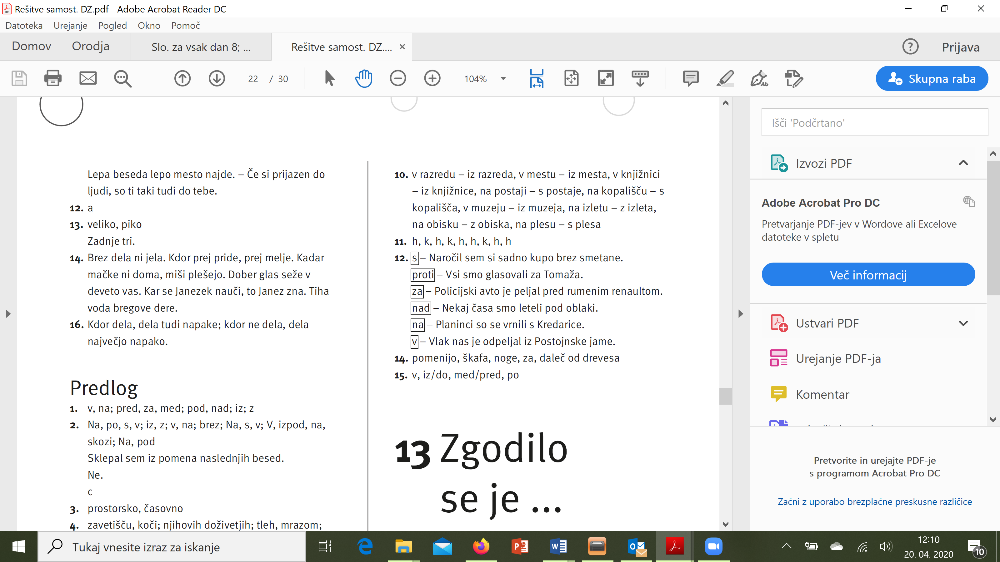 Rešitve samost. DZ.pdf - Adobe Acrobat Reader DC
Datoteka Urejanje Pogled Okno Pomoč
Domov Orodja Slo. za vsak dan 8; ... Rešitve samost. DZ.... × ? Prijava
22 / 30 104% Skupna raba
Lepa beseda lepo mesto najde. – Če si prijazen do
ljudi, so ti taki tudi do tebe.
12. a
13. veliko, piko
Zadnje tri.
14. Brez dela ni jela. Kdor prej pride, prej melje. Kadar
mačke ni doma, miši plešejo. Dober glas seže v
deveto vas. Kar se Janezek nauči, to Janez zna. Tiha
voda bregove dere.
16. Kdor dela, dela tudi napake; kdor ne dela, dela
največjo napako.
Predlog
1. v, na; pred, za, med; pod, nad; iz; z
2. Na, po, s, v; iz, z; v, na; brez; Na, s, v; V, izpod, na,
skozi; Na, pod
Sklepal sem iz pomena naslednjih besed.
Ne.
c
3. prostorsko, časovno
4. zavetišču, koči; njihovih doživetjih; tleh, mrazom;
10. v razredu – iz razreda, v mestu – iz mesta, v knjižnici
– iz knjižnice, na postaji – s postaje, na kopališču – s
kopališča, v muzeju – iz muzeja, na izletu – z izleta,
na obisku – z obiska, na plesu – s plesa
11. h, k, h, k, h, h, k, h, h
12. s – Naročil sem si sadno kupo brez smetane.
proti – Vsi smo glasovali za Tomaža.
za – Policijski avto je peljal pred rumenim renaultom.
nad – Nekaj časa smo leteli pod oblaki.
na – Planinci so se vrnili s Kredarice.
v – Vlak nas je odpeljal iz Postojnske jame.
14. pomenijo, škafa, noge, za, daleč od drevesa
15. v, iz/do, med/pred, po
13 Zgodilo
se je ...
Išči 'Podčrtano'
Izvozi PDF
Adobe Acrobat Pro DC
Pretvarjanje PDF-jev v Wordove ali Excelove
datoteke v spletu
Več informacij
Ustvari PDF
Urejanje PDF-ja
Komentar
Pretvorite in urejajte PDF-je
s programom Acrobat Pro DC
Začni z uporabo brezplačne preskusne različice
Tukaj vnesite izraz za iskanje
12:10
20. 04. 2020
10